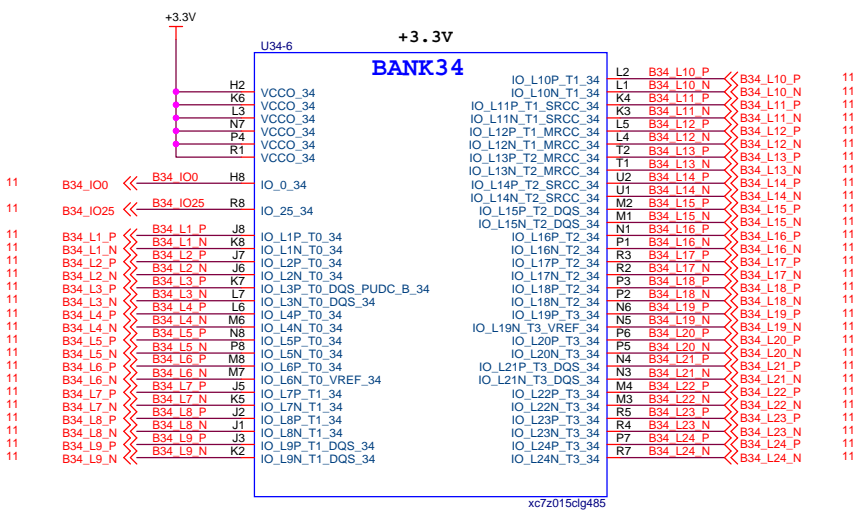 +3.3V
U34-6
+3.3V
BANK34
H2 VCCO_34
K6 VCCO_34
L3 VCCO_34
N7 VCCO_34
P4 VCCO_34
R1 VCCO_34
11 B34_IO0 B34_IO0 H8 IO_0_34
11 B34_IO25 B34_IO25 R8 IO_25_34
11 B34_L1_P B34_L1_P J8 IO_L1P_T0_34
11 B34_L1_N B34_L1_N K8 IO_L1N_T0_34
11 B34_L2_P B34_L2_P J7 IO_L2P_T0_34
11 B34_L2_N B34_L2_N J6 IO_L2N_T0_34
11 B34_L3_P B34_L3_P K7 IO_L3P_T0_DQS_PUDC_B_34
11 B34_L3_N B34_L3_N L7 IO_L3N_T0_DQS_34
11 B34_L4_P B34_L4_P L6 IO_L4P_T0_34
11 B34_L4_N B34_L4_N M6 IO_L4N_T0_34
11 B34_L5_P B34_L5_P N8 IO_L5P_T0_34
11 B34_L5_N B34_L5_N P8 IO_L5N_T0_34
11 B34_L6_P B34_L6_P M8 IO_L6P_T0_34
11 B34_L6_N B34_L6_N M7 IO_L6N_T0_VREF_34
11 B34_L7_P B34_L7_P J5 IO_L7P_T1_34
11 B34_L7_N B34_L7_N K5 IO_L7N_T1_34
11 B34_L8_P B34_L8_P J2 IO_L8P_T1_34
11 B34_L8_N B34_L8_N J1 IO_L8N_T1_34
11 B34_L9_P B34_L9_P J3 IO_L9P_T1_DQS_34
11 B34_L9_N B34_L9_N K2 IO_L9N_T1_DQS_34
IO_L10P_T1_34 L2 B34_L10_P B34_L10_P 11
IO_L10N_T1_34 L1 B34_L10_N B34_L10_N 11
IO_L11P_T1_SRCC_34 K4 B34_L11_P B34_L11_P 11
IO_L11N_T1_SRCC_34 K3 B34_L11_N B34_L11_N 11
IO_L12P_T1_MRCC_34 L5 B34_L12_P B34_L12_P 11
IO_L12N_T1_MRCC_34 L4 B34_L12_N B34_L12_N 11
IO_L13P_T2_MRCC_34 T2 B34_L13_P B34_L13_P 11
IO_L13N_T2_MRCC_34 T1 B34_L13_N B34_L13_N 11
IO_L14P_T2_SRCC_34 U2 B34_L14_P B34_L14_P 11
IO_L14N_T2_SRCC_34 U1 B34_L14_N B34_L14_N 11
IO_L15P_T2_DQS_34 M2 B34_L15_P B34_L15_P 11
IO_L15N_T2_DQS_34 M1 B34_L15_N B34_L15_N 11
IO_L16P_T2_34 N1 B34_L16_P B34_L16_P 11
IO_L16N_T2_34 P1 B34_L16_N B34_L16_N 11
IO_L17P_T2_34 R3 B34_L17_P B34_L17_P 11
IO_L17N_T2_34 R2 B34_L17_N B34_L17_N 11
IO_L18P_T2_34 P3 B34_L18_P B34_L18_P 11
IO_L18N_T2_34 P2 B34_L18_N B34_L18_N 11
IO_L19P_T3_34 N6 B34_L19_P B34_L19_P 11
IO_L19N_T3_VREF_34 N5 B34_L19_N B34_L19_N 11
IO_L20P_T3_34 P6 B34_L20_P B34_L20_P 11
IO_L20N_T3_34 P5 B34_L20_N B34_L20_N 11
IO_L21P_T3_DQS_34 N4 B34_L21_P B34_L21_P 11
IO_L21N_T3_DQS_34 N3 B34_L21_N B34_L21_N 11
IO_L22P_T3_34 M4 B34_L22_P B34_L22_P 11
IO_L22N_T3_34 M3 B34_L22_N B34_L22_N 11
IO_L23P_T3_34 R5 B34_L23_P B34_L23_P 11
IO_L23N_T3_34 R4 B34_L23_N B34_L23_N 11
IO_L24P_T3_34 P7 B34_L24_P B34_L24_P 11
IO_L24N_T3_34 R7 B34_L24_N B34_L24_N 11
xc7z015clg485